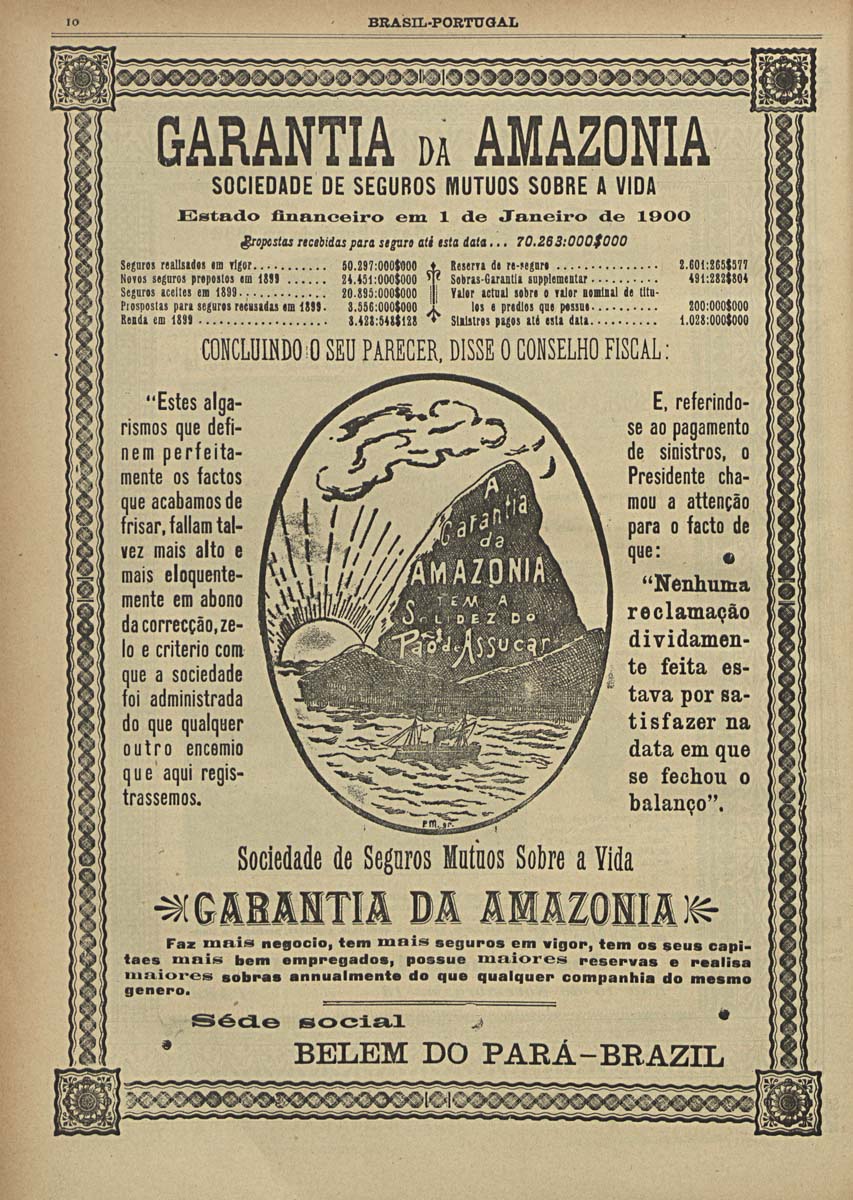 10
BRASIL-PORTUGAL
GARANTIA DA AMAZONIA
SOCIEDADE DE SEGUROS MUTUOS SOBRE A VIDA
Estado financeiro em 1 de Janeiro de 1900
Propostas recebidas para seguro até esta data... 70.263:000$000
Seguros realisados em vigor........... 50.297:000$000
Novos seguros propostos em 1899 ...... 24.451:000$000
Seguros aceites em 1899.............. 20.895:000$000
Prospostas para seguros recusadas em 1899. 3.556:000$000
Renda em 1899 ............. 3.428:548$128
Reserva de re-seguro ............... 2.601:265$577
Sobras-Garantia supplementar.......... 491:282$804
Valor actual sobre o valor nominal de titu-
los e predios que possue.......... 200:000$000
Sinistros pagos até esta data.......... 1.028:000$000
CONCLUINDO O SEU PARECER, DISSE O CONSELHO FISCAL:
"Estes alga-
rismos que defi-
nem perfeita-
mente os factos
que acabamos de
frisar, fallam tal-
vez mais alto e
mais eloquente-
mente em abono
da correcção, ze-
lo e criterio com
que a sociedade
foi administrada
do que qualquer
outro encomio
que aqui regis-
trassemos.
A
Garantia
da
AMAZONIA
TEM A
SOLIDEZ DO
Pão de Assucar
P.M. gr.
E, referindo-
se ao pagamento
de sinistros, o
Presidente cha-
mou a attenção
para o facto de
que:
"Nenhuma
reclamação
dividamen-
te feita es-
tava por sa-
tisfazer na
data em que
se fechou o
balanço".
Sociedade de Seguros Mutuos Sobre a Vida
GARANTIA DA AMAZONIA
Faz mais negocio, tem mais seguros em vigor, tem os seus capi-
taes mais bem empregados, possue maiores reservas e realisa
maiores sobras annualmente do que qualquer companhia do mesmo
genero.
Séde social
BELEM DO PARÁ-BRAZIL